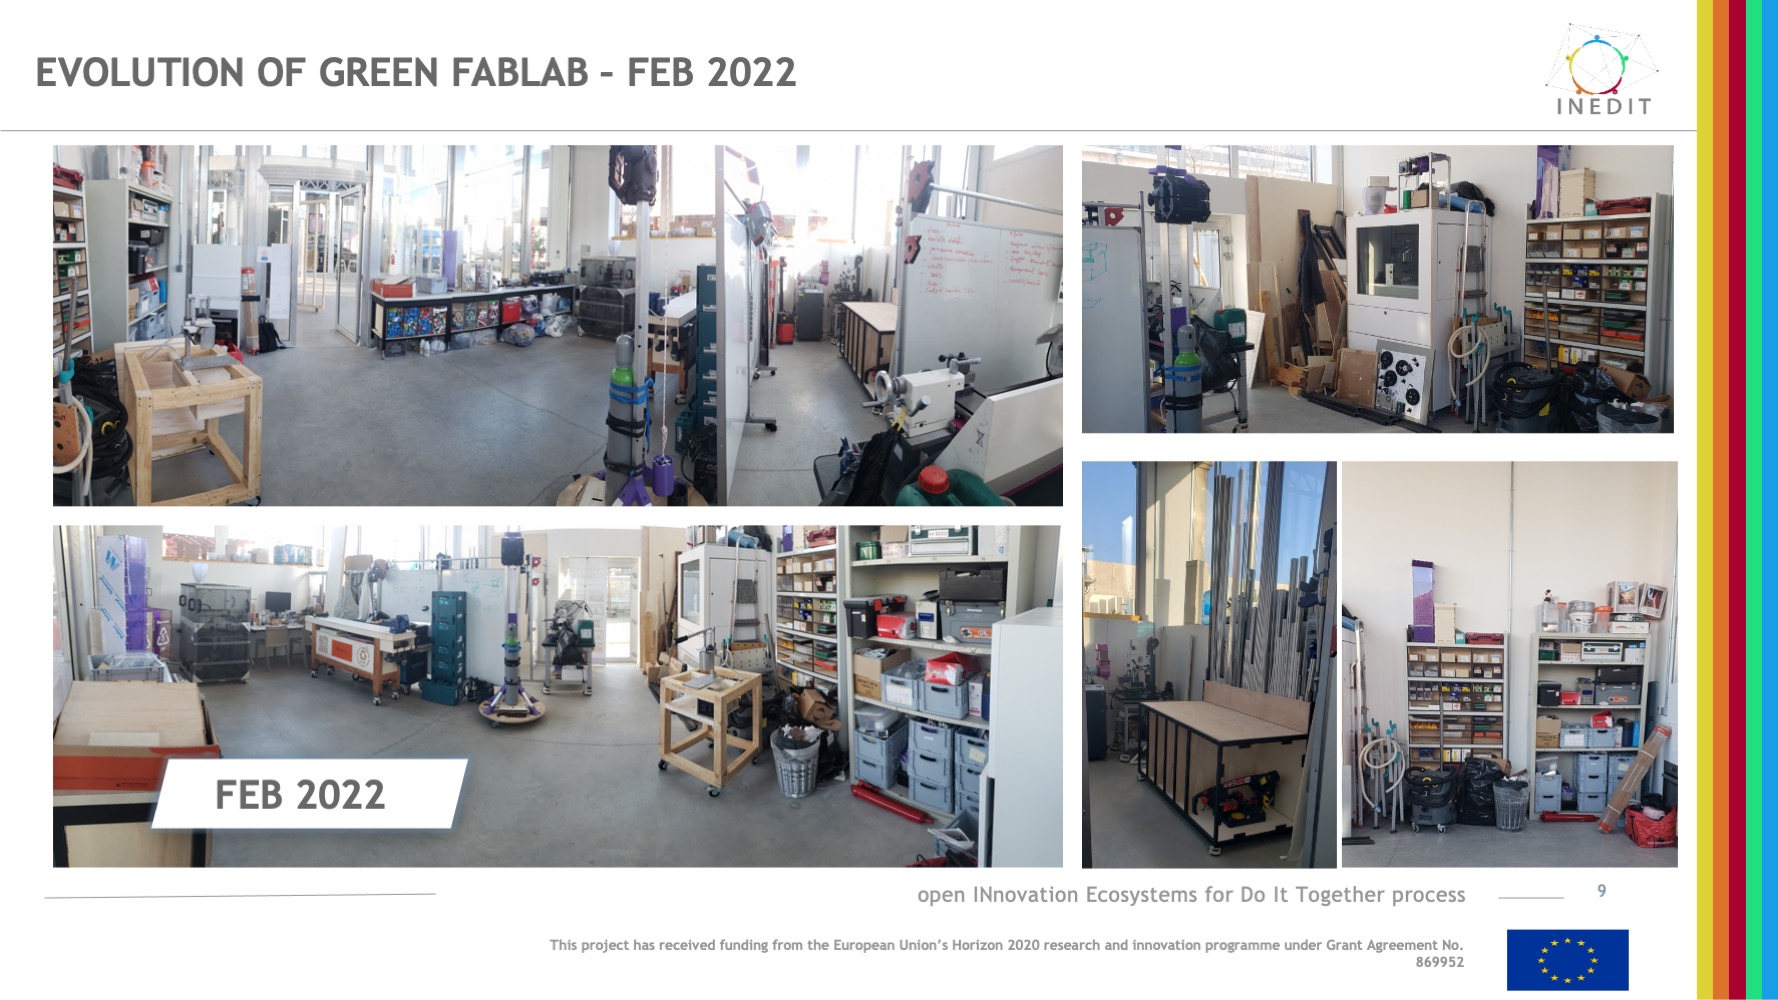 EVOLUTION OF GREEN FABLAB - FEB 2022
INEDIT
FEB 2022
open INnovation Ecosystems for Do It Together process
9
This project has received funding from the European Union's Horizon 2020 research and innovation programme under Grant Agreement No.
869952